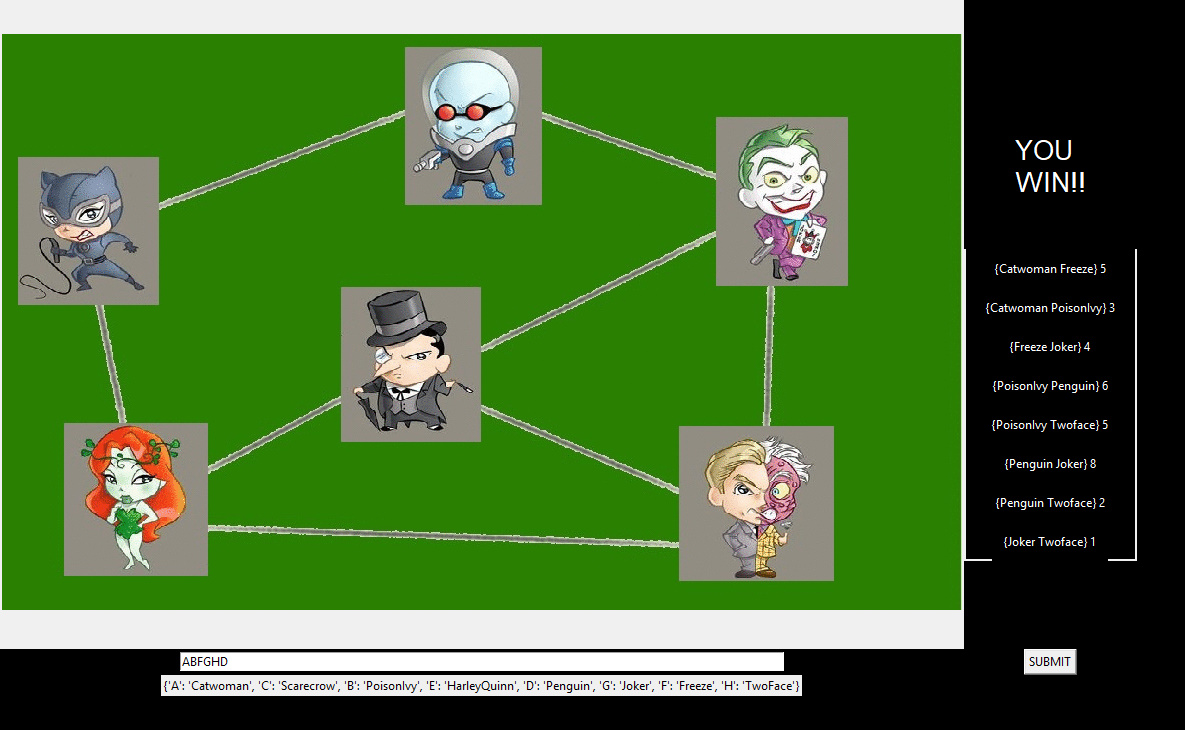 YOU
WIN!!
{Catwoman Freeze} 5
{Catwoman PoisonIvy} 3
{Freeze Joker} 4
{PoisonIvy Penguin} 6
{PoisonIvy Twoface} 5
{Penguin Joker} 8
{Penguin Twoface} 2
{Joker Twoface} 1
ABFGHD
SUBMIT
{'A': 'Catwoman', 'C': 'Scarecrow', 'B': 'PoisonIvy', 'E': 'HarleyQuinn', 'D': 'Penguin', 'G': 'Joker', 'F': 'Freeze', 'H': 'TwoFace'}